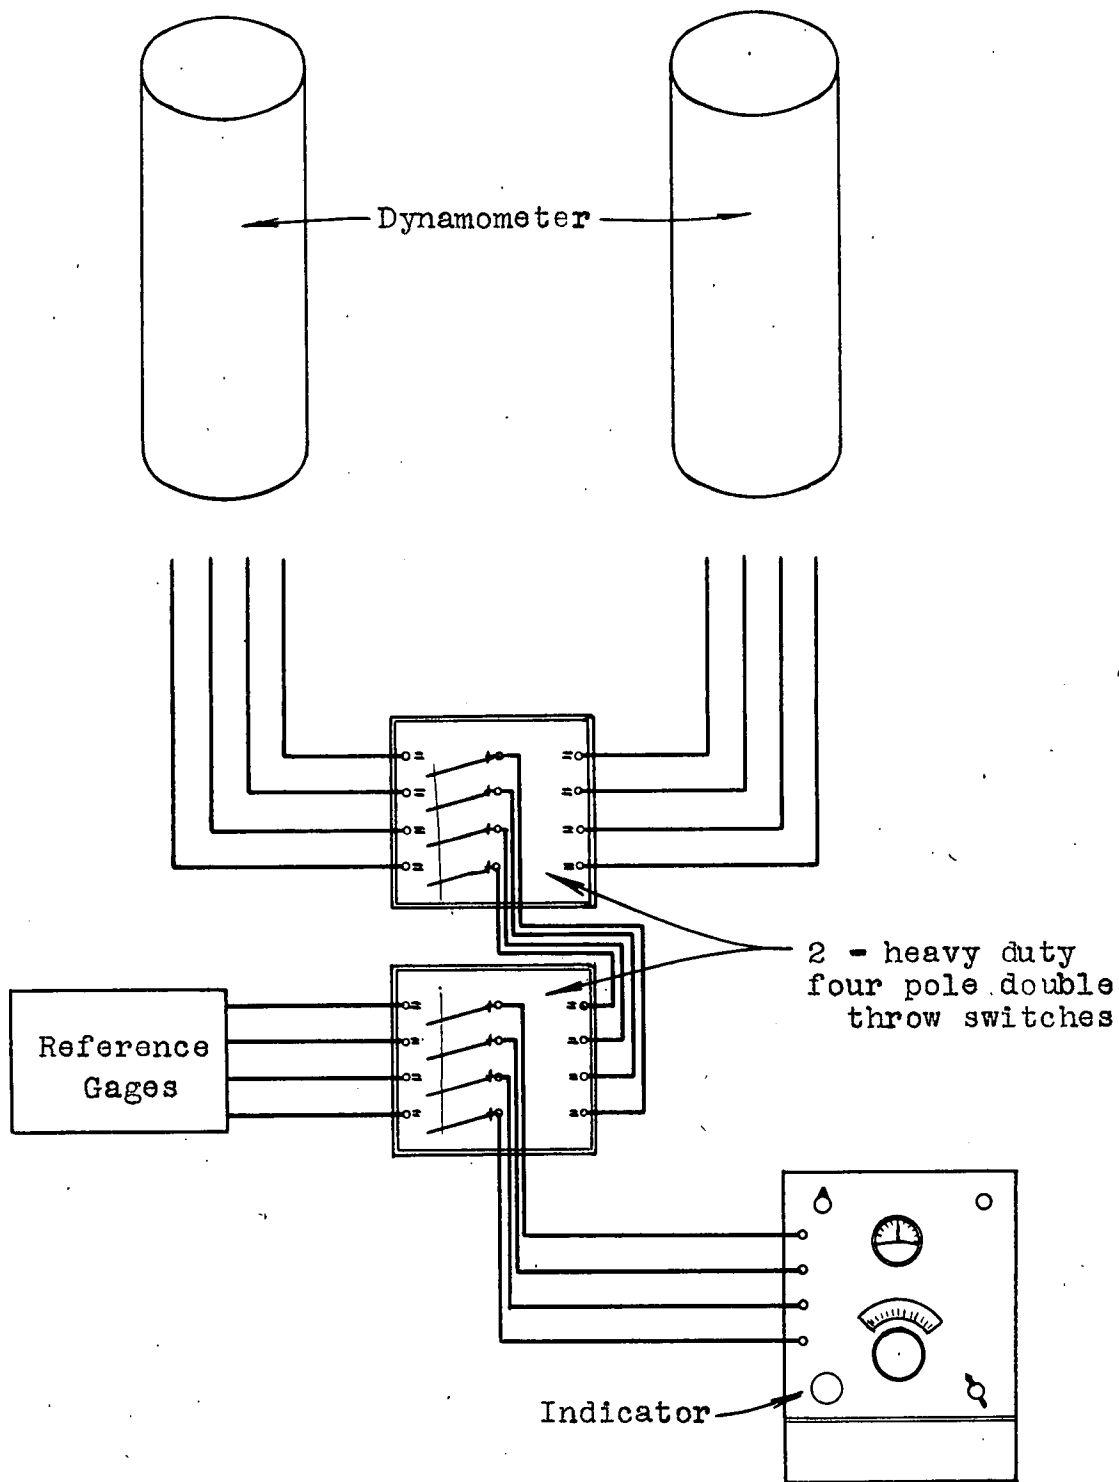 Dynamometer
2 - heavy duty
four pole double
throw switches
Reference
Gages
Indicator